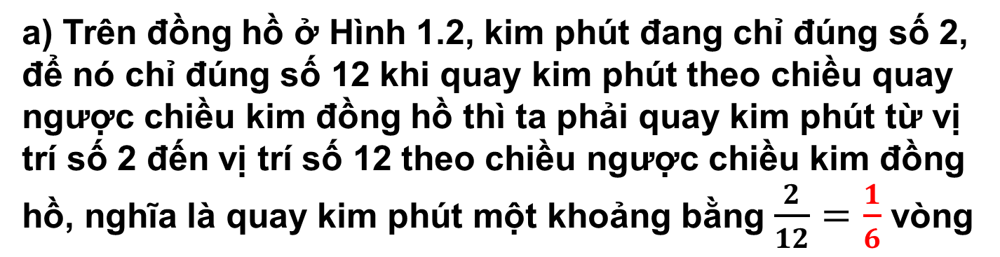 a) Trên đồng hồ ở Hình 1.2, kim phút đang chỉ đúng số 2,
để nó chỉ đúng số 12 khi quay kim phút theo chiều quay
ngược chiều kim đồng hồ thì ta phải quay kim phút từ vị
trí số 2 đến vị trí số 12 theo chiều ngược chiều kim đồng
hồ, nghĩa là quay kim phút một khoảng bằng 2/12 = 1/6 vòng